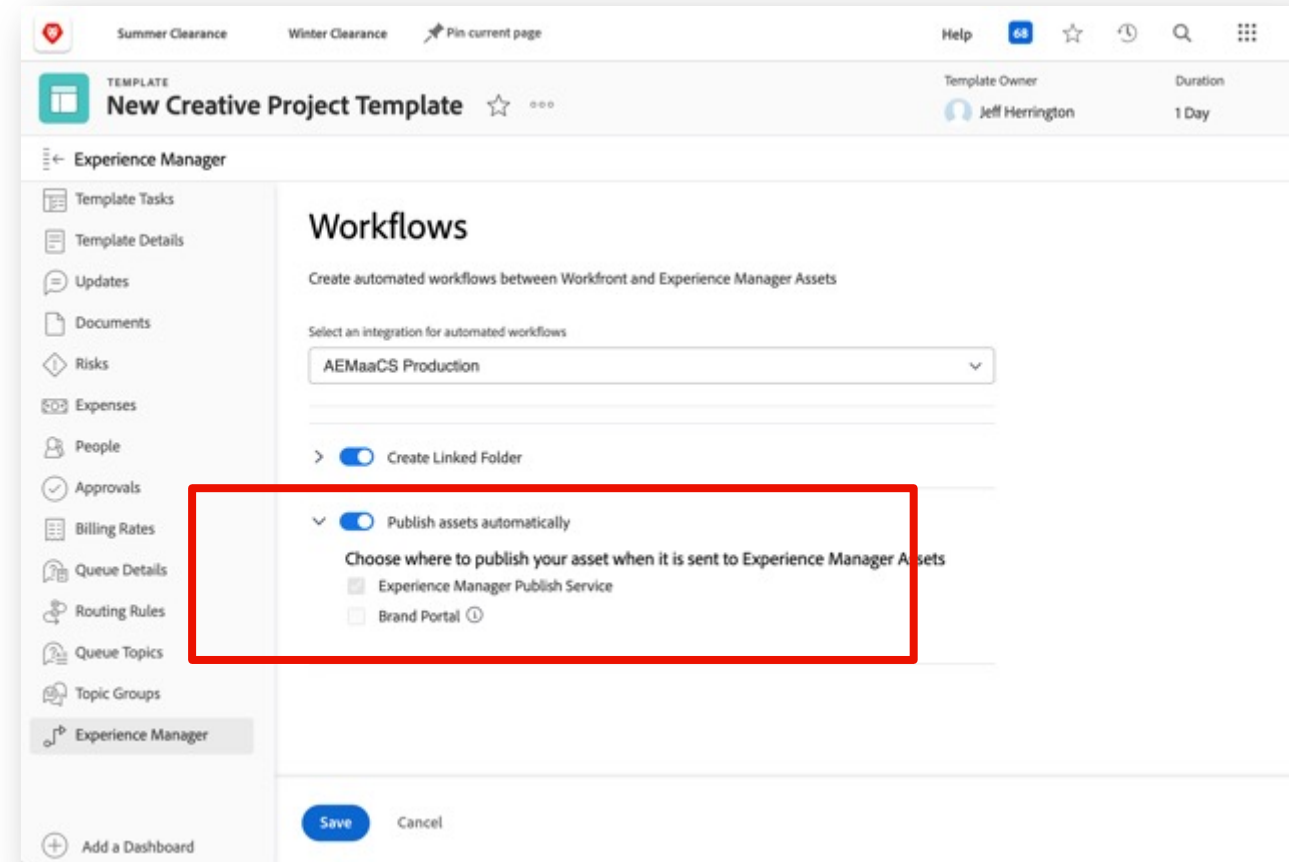 Summer Clearance Winter Clearance Pin current page Help 68
TEMPLATE
New Creative Project Template
Template Owner Duration
Jeff Herrington 1 Day
Experience Manager
Template Tasks
Template Details
Updates
Documents
Risks
Expenses
People
Approvals
Billing Rates
Queue Details
Routing Rules
Queue Topics
Topic Groups
Experience Manager
Add a Dashboard
Workflows
Create automated workflows between Workfront and Experience Manager Assets
Select an integration for automated workflows
AEMaaCS Production
Create Linked Folder
Publish assets automatically
Choose where to publish your asset when it is sent to Experience Manager Assets
Experience Manager Publish Service
Brand Portal
Save Cancel